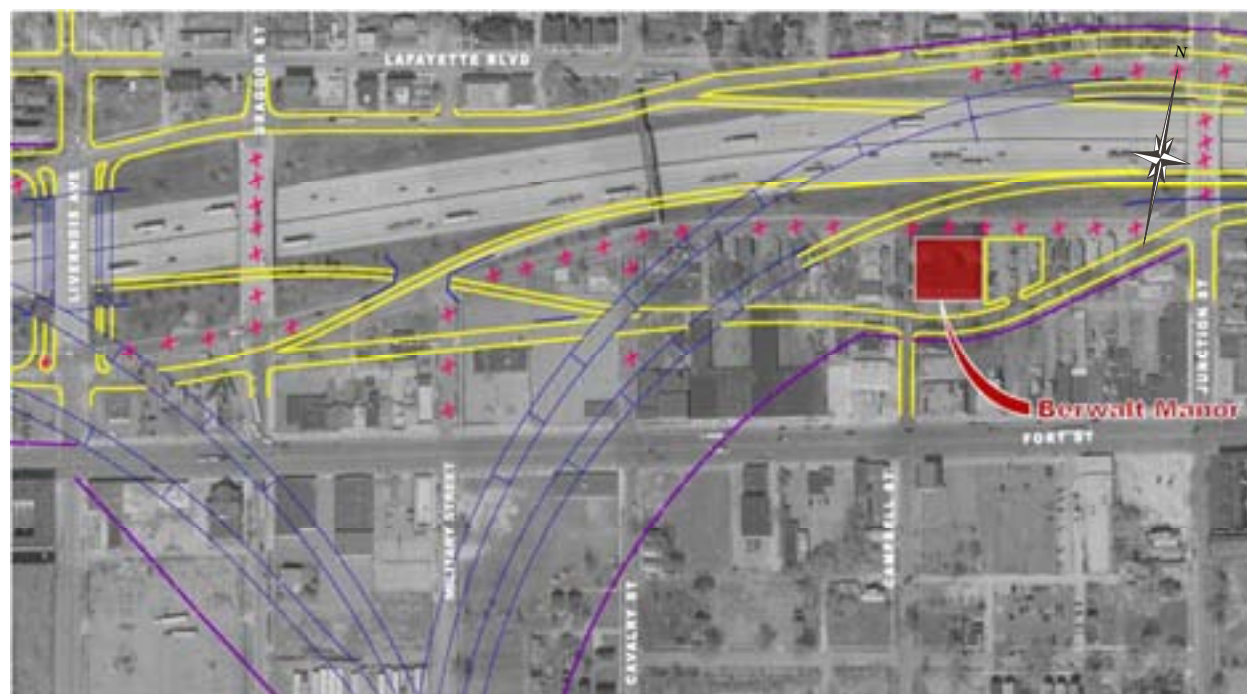 N
LAFAYETTE BLVD
DRAGOON ST
LIVERNOIS AVE
JUNCTION ST
Berwalt Manor
FORT ST
MILITARY STREET
CAMPBELL ST
CAVALRY ST